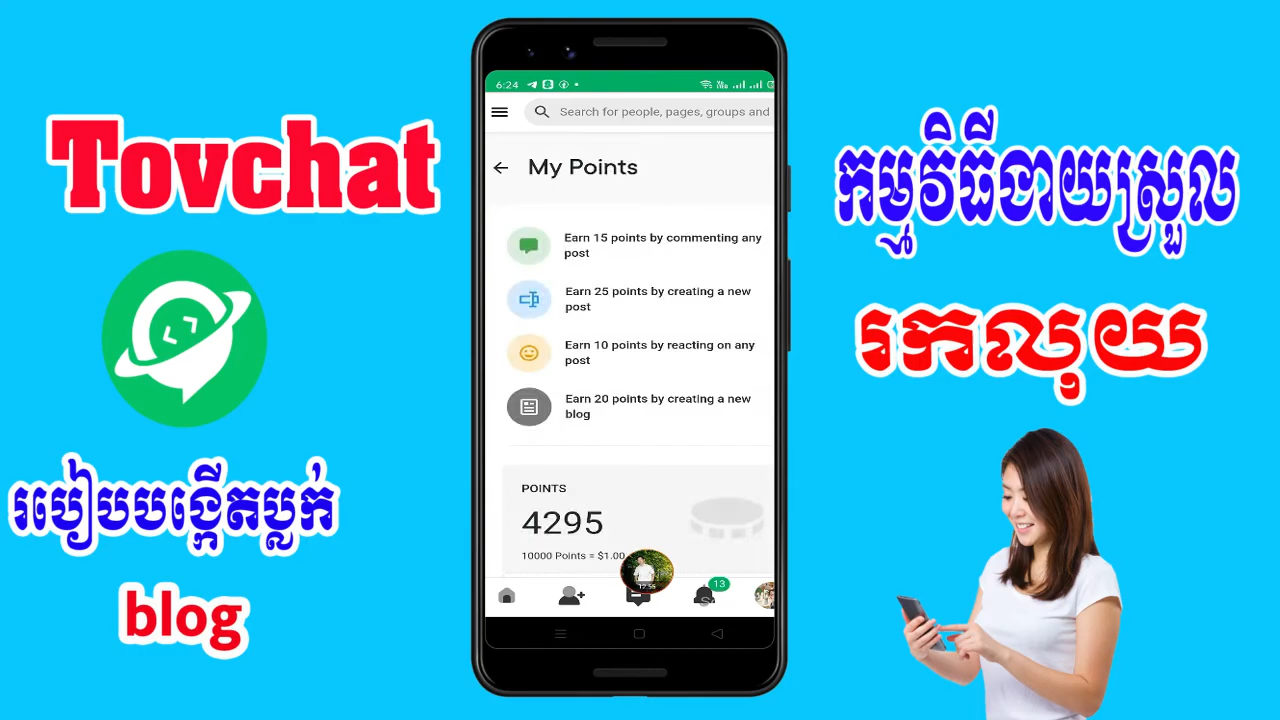 Tovchat
របៀបបង្កើតប្លក់
blog
6:24
Search for people, pages, groups and
My Points
Earn 15 points by commenting any
post
Earn 25 points by creating a new
post
Earn 10 points by reacting on any
post
Earn 20 points by creating a new
blog
POINTS
4295
10000 Points = $1.00
12:56
13
កម្មវិធីងាយស្រួល
រកលុយ